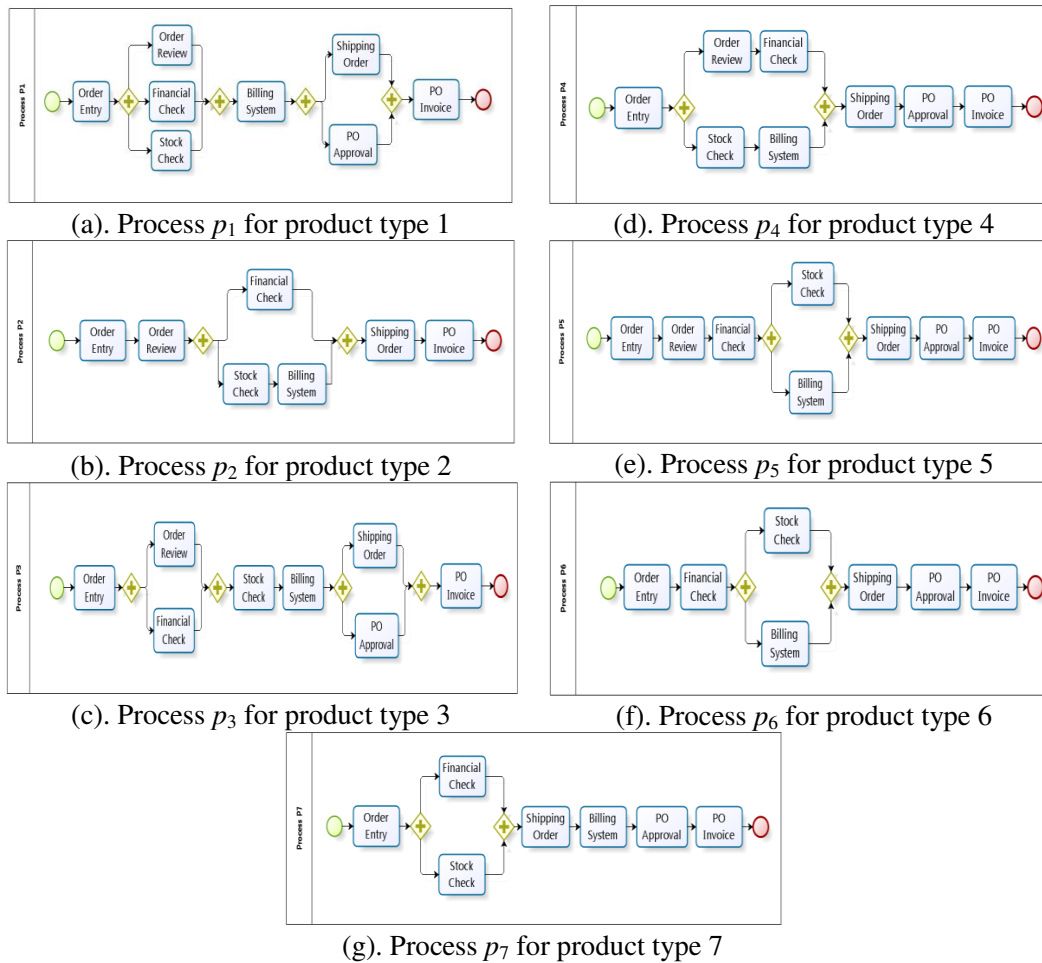 Process P1
Order
Entry
Order
Review
Financial
Check
Stock
Check
Billing
System
Shipping
Order
PO
Approval
PO
Invoice
(a). Process p1 for product type 1
Process P4
Order
Entry
Order
Review
Financial
Check
Stock
Check
Billing
System
Shipping
Order
PO
Approval
PO
Invoice
(d). Process p4 for product type 4
Process P2
Order
Entry
Order
Review
Financial
Check
Stock
Check
Billing
System
Shipping
Order
PO
Invoice
(b). Process p2 for product type 2
Process P5
Order
Entry
Order
Review
Financial
Check
Stock
Check
Billing
System
Shipping
Order
PO
Approval
PO
Invoice
(e). Process p5 for product type 5
Process P3
Order
Entry
Order
Review
Financial
Check
Stock
Check
Billing
System
Shipping
Order
PO
Approval
PO
Invoice
(c). Process p3 for product type 3
Process P6
Order
Entry
Financial
Check
Stock
Check
Billing
System
Shipping
Order
PO
Approval
PO
Invoice
(f). Process p6 for product type 6
Process P7
Order
Entry
Financial
Check
Stock
Check
Shipping
Order
Billing
System
PO
Approval
PO
Invoice
(g). Process p7 for product type 7